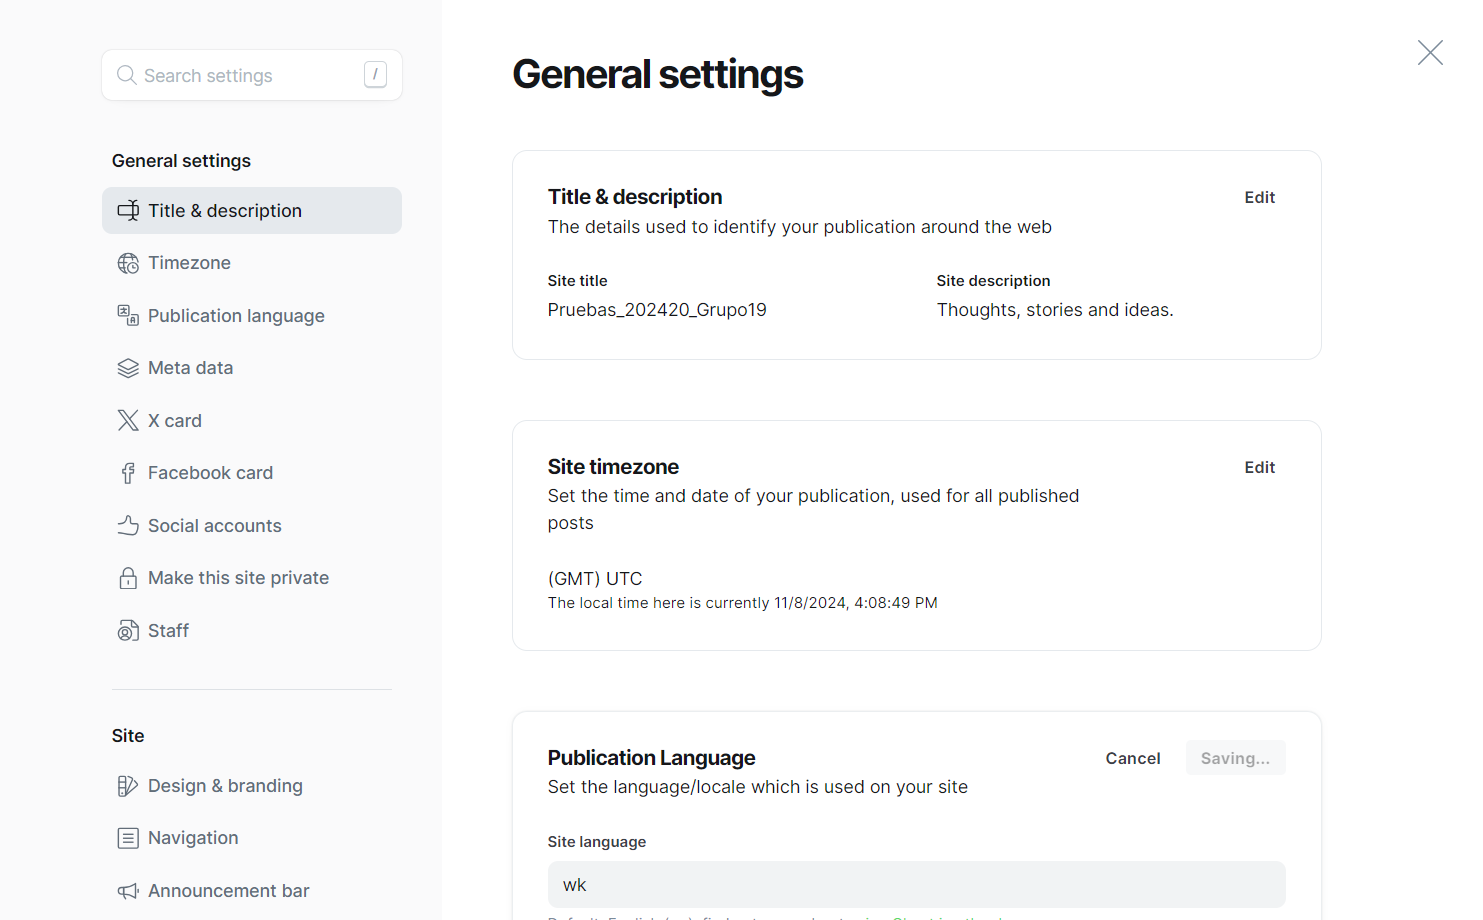 Search settings
/
General settings
Title & description
Timezone
Publication language
Meta data
X card
Facebook card
Social accounts
Make this site private
Staff
Site
Design & branding
Navigation
Announcement bar
General settings
Title & description
Edit
The details used to identify your publication around the web
Site title
Site description
Pruebas_202420_Grupo19
Thoughts, stories and ideas.
Site timezone
Edit
Set the time and date of your publication, used for all published
posts
(GMT) UTC
The local time here is currently 11/8/2024, 4:08:49 PM
Publication Language
Cancel
Saving...
Set the language/locale which is used on your site
Site language
wk